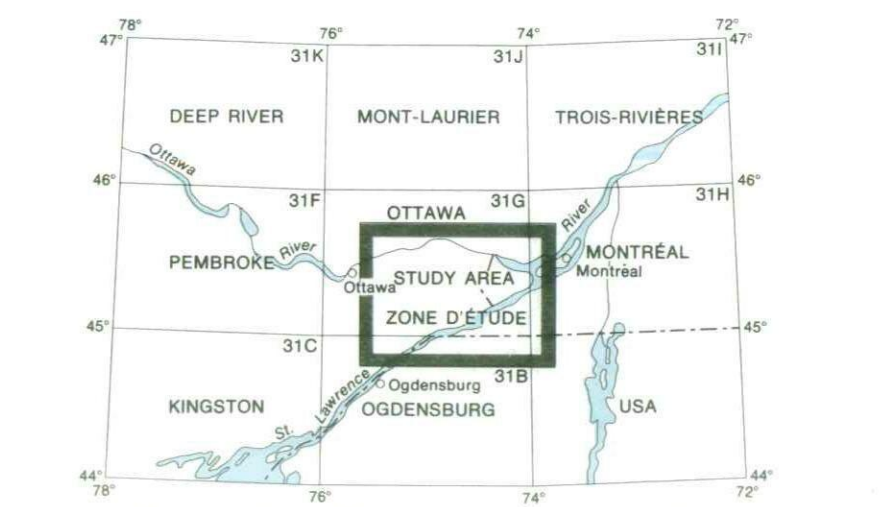 78° 76° 74° 72°
47° 47°
31K 31J 31I
DEEP RIVER MONT-LAURIER TROIS-RIVIÈRES
Ottawa
46° 46°
31F 31G 31H
OTTAWA
River
River
PEMBROKE
MONTRÉAL
Montréal
STUDY AREA
Ottawa
ZONE D'ÉTUDE
45° 45°
31C
31B
Ogdensburg
KINGSTON OGDENSBURG USA
St. Lawrence
44° 44°
78° 76° 74° 72°